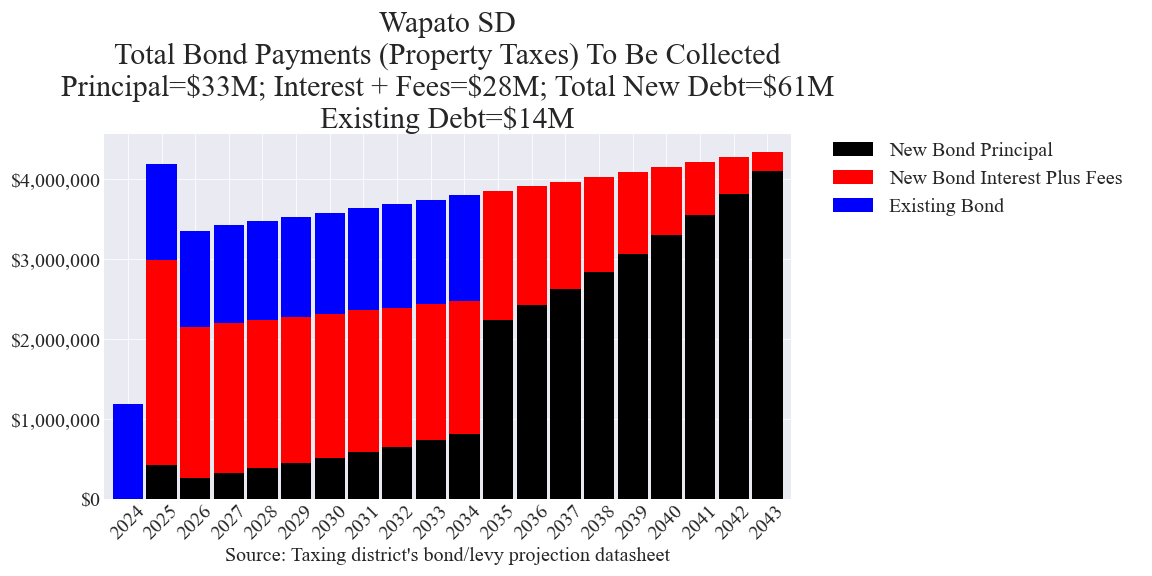 Wapato SD
Total Bond Payments (Property Taxes) To Be Collected
Principal=$33M; Interest + Fees=$28M; Total New Debt=$61M
Existing Debt=$14M
New Bond Principal
New Bond Interest Plus Fees
Existing Bond
$4,000,000
$3,000,000
$2,000,000
$1,000,000
$0
2024 2025 2026 2027 2028 2029 2030 2031 2032 2033 2034 2035 2036 2037 2038 2039 2040 2041 2042 2043
Source: Taxing district's bond/levy projection datasheet